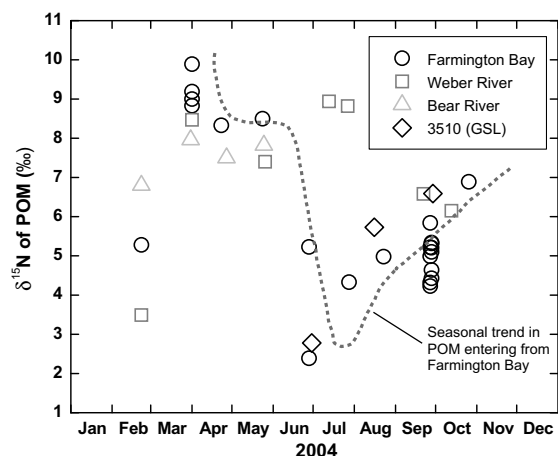 11
10
9
8
7
6
5
4
3
2
1
δ15N of POM (‰)
Farmington Bay
Weber River
Bear River
3510 (GSL)
Seasonal trend in
POM entering from
Farmington Bay
Jan Feb Mar Apr May Jun Jul Aug Sep Oct Nov Dec
2004